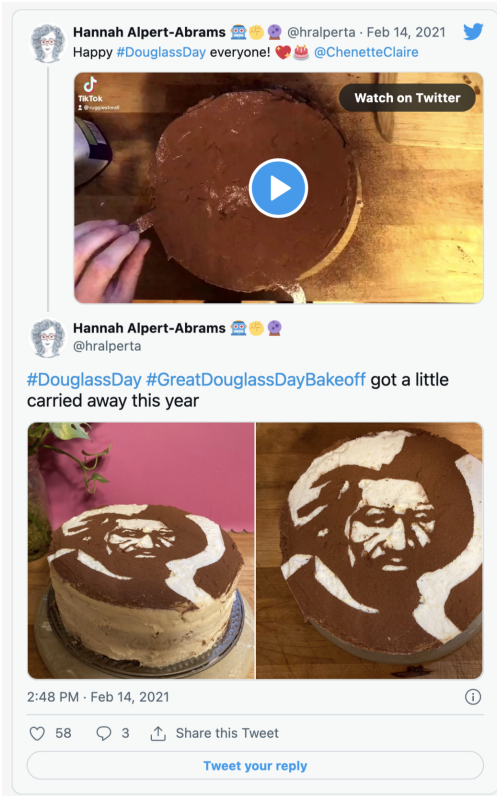 Hannah Alpert-Abrams @hralperta · Feb 14, 2021
Happy #DouglassDay everyone! @ChenetteClaire
TikTok
Watch on Twitter
Hannah Alpert-Abrams
@hralperta
#DouglassDay #GreatDouglassDayBakeoff got a little
carried away this year
2:48 PM · Feb 14, 2021
58 3 Share this Tweet
Tweet your reply